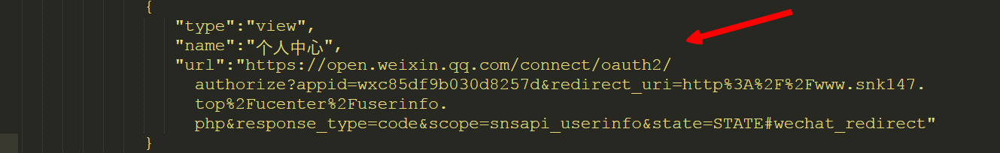 {
"type":"view",
"name":"个人中心",
"url":"https://open.weixin.qq.com/connect/oauth2/
authorize?appid=wxc85df9b030d8257d&redirect_uri=http%3A%2F%2Fwww.snk147.
top%2Fucenter%2Fuserinfo.
php&response_type=code&scope=snsapi_userinfo&state=STATE#wechat_redirect"
}